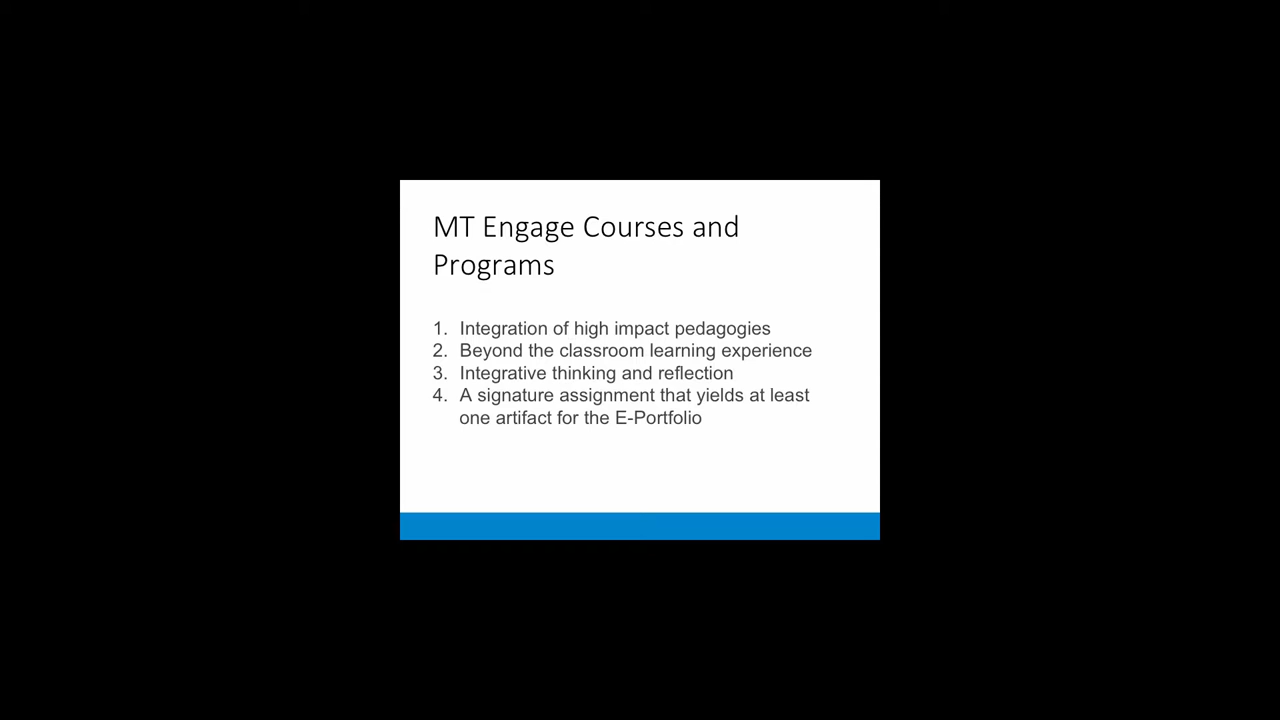 MT Engage Courses and
Programs
1. Integration of high impact pedagogies
2. Beyond the classroom learning experience
3. Integrative thinking and reflection
4. A signature assignment that yields at least
one artifact for the E-Portfolio